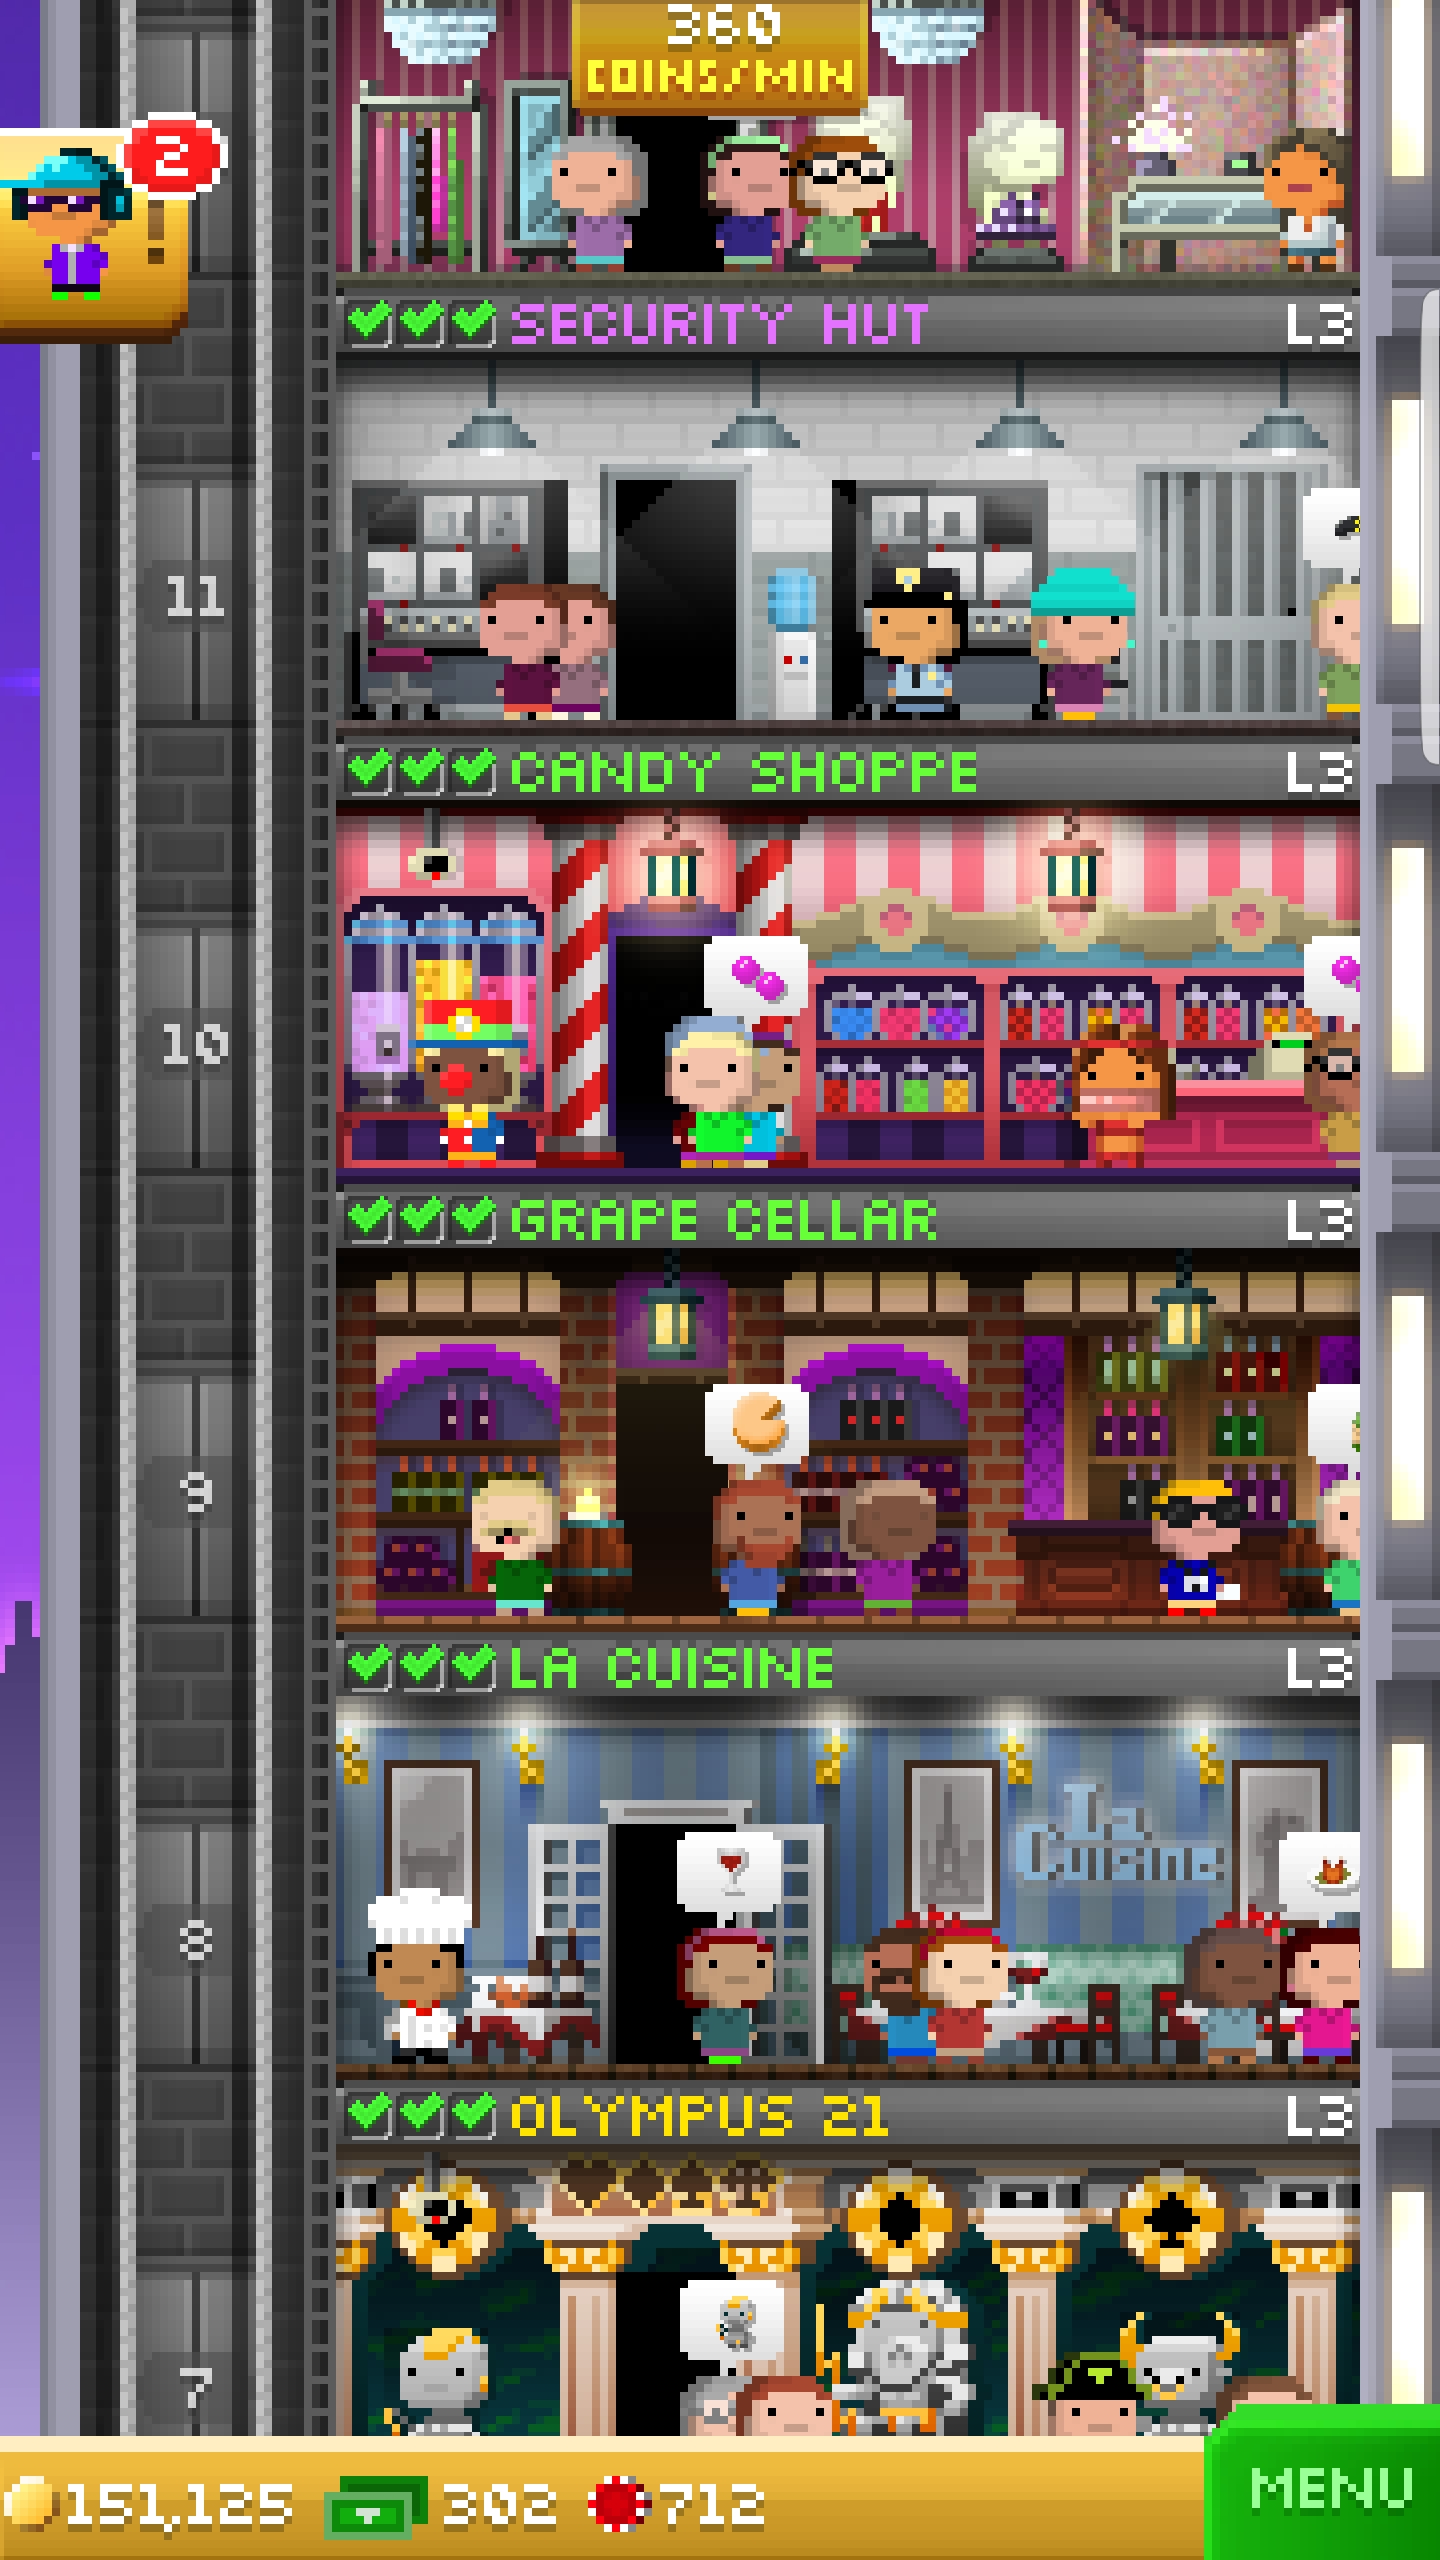 360
COINS/MIN
2
!
SECURITY HUT L3
11
CANDY SHOPPE L3
10
GRAPE CELLAR L3
9
LA CUISINE L3
La
Cuisine
8
OLYMPUS 21 L3
7
151,125 302 712
MENU